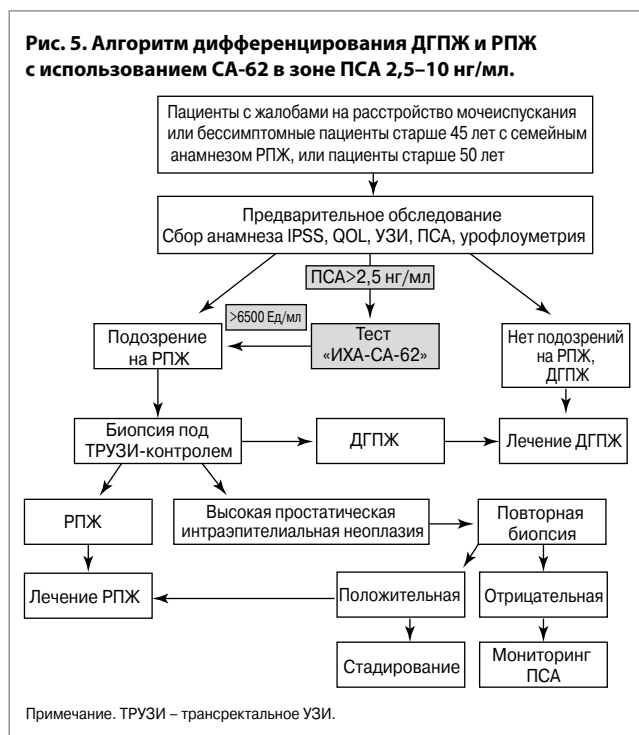 Рис. 5. Алгоритм дифференцирования ДГПЖ и РПЖ
с использованием СА-62 в зоне ПСА 2,5–10 нг/мл.
Пациенты с жалобами на расстройство мочеиспускания
или бессимптомные пациенты старше 45 лет с семейным
анамнезом РПЖ, или пациенты старше 50 лет
Предварительное обследование
Сбор анамнеза IPSS, QOL, УЗИ, ПСА, урофлоуметрия
ПСА>2,5 нг/мл
>6500 Ед/мл
Подозрение
на РПЖ
Тест
«ИХА-СА-62»
Нет подозрений
на РПЖ,
ДГПЖ
Биопсия под
ТРУЗИ-контролем
ДГПЖ
Лечение ДГПЖ
РПЖ
Высокая простатическая
интраэпителиальная неоплазия
Повторная
биопсия
Лечение РПЖ
Положительная
Отрицательная
Стадирование
Мониторинг
ПСА
Примечание. ТРУЗИ – трансректальное УЗИ.